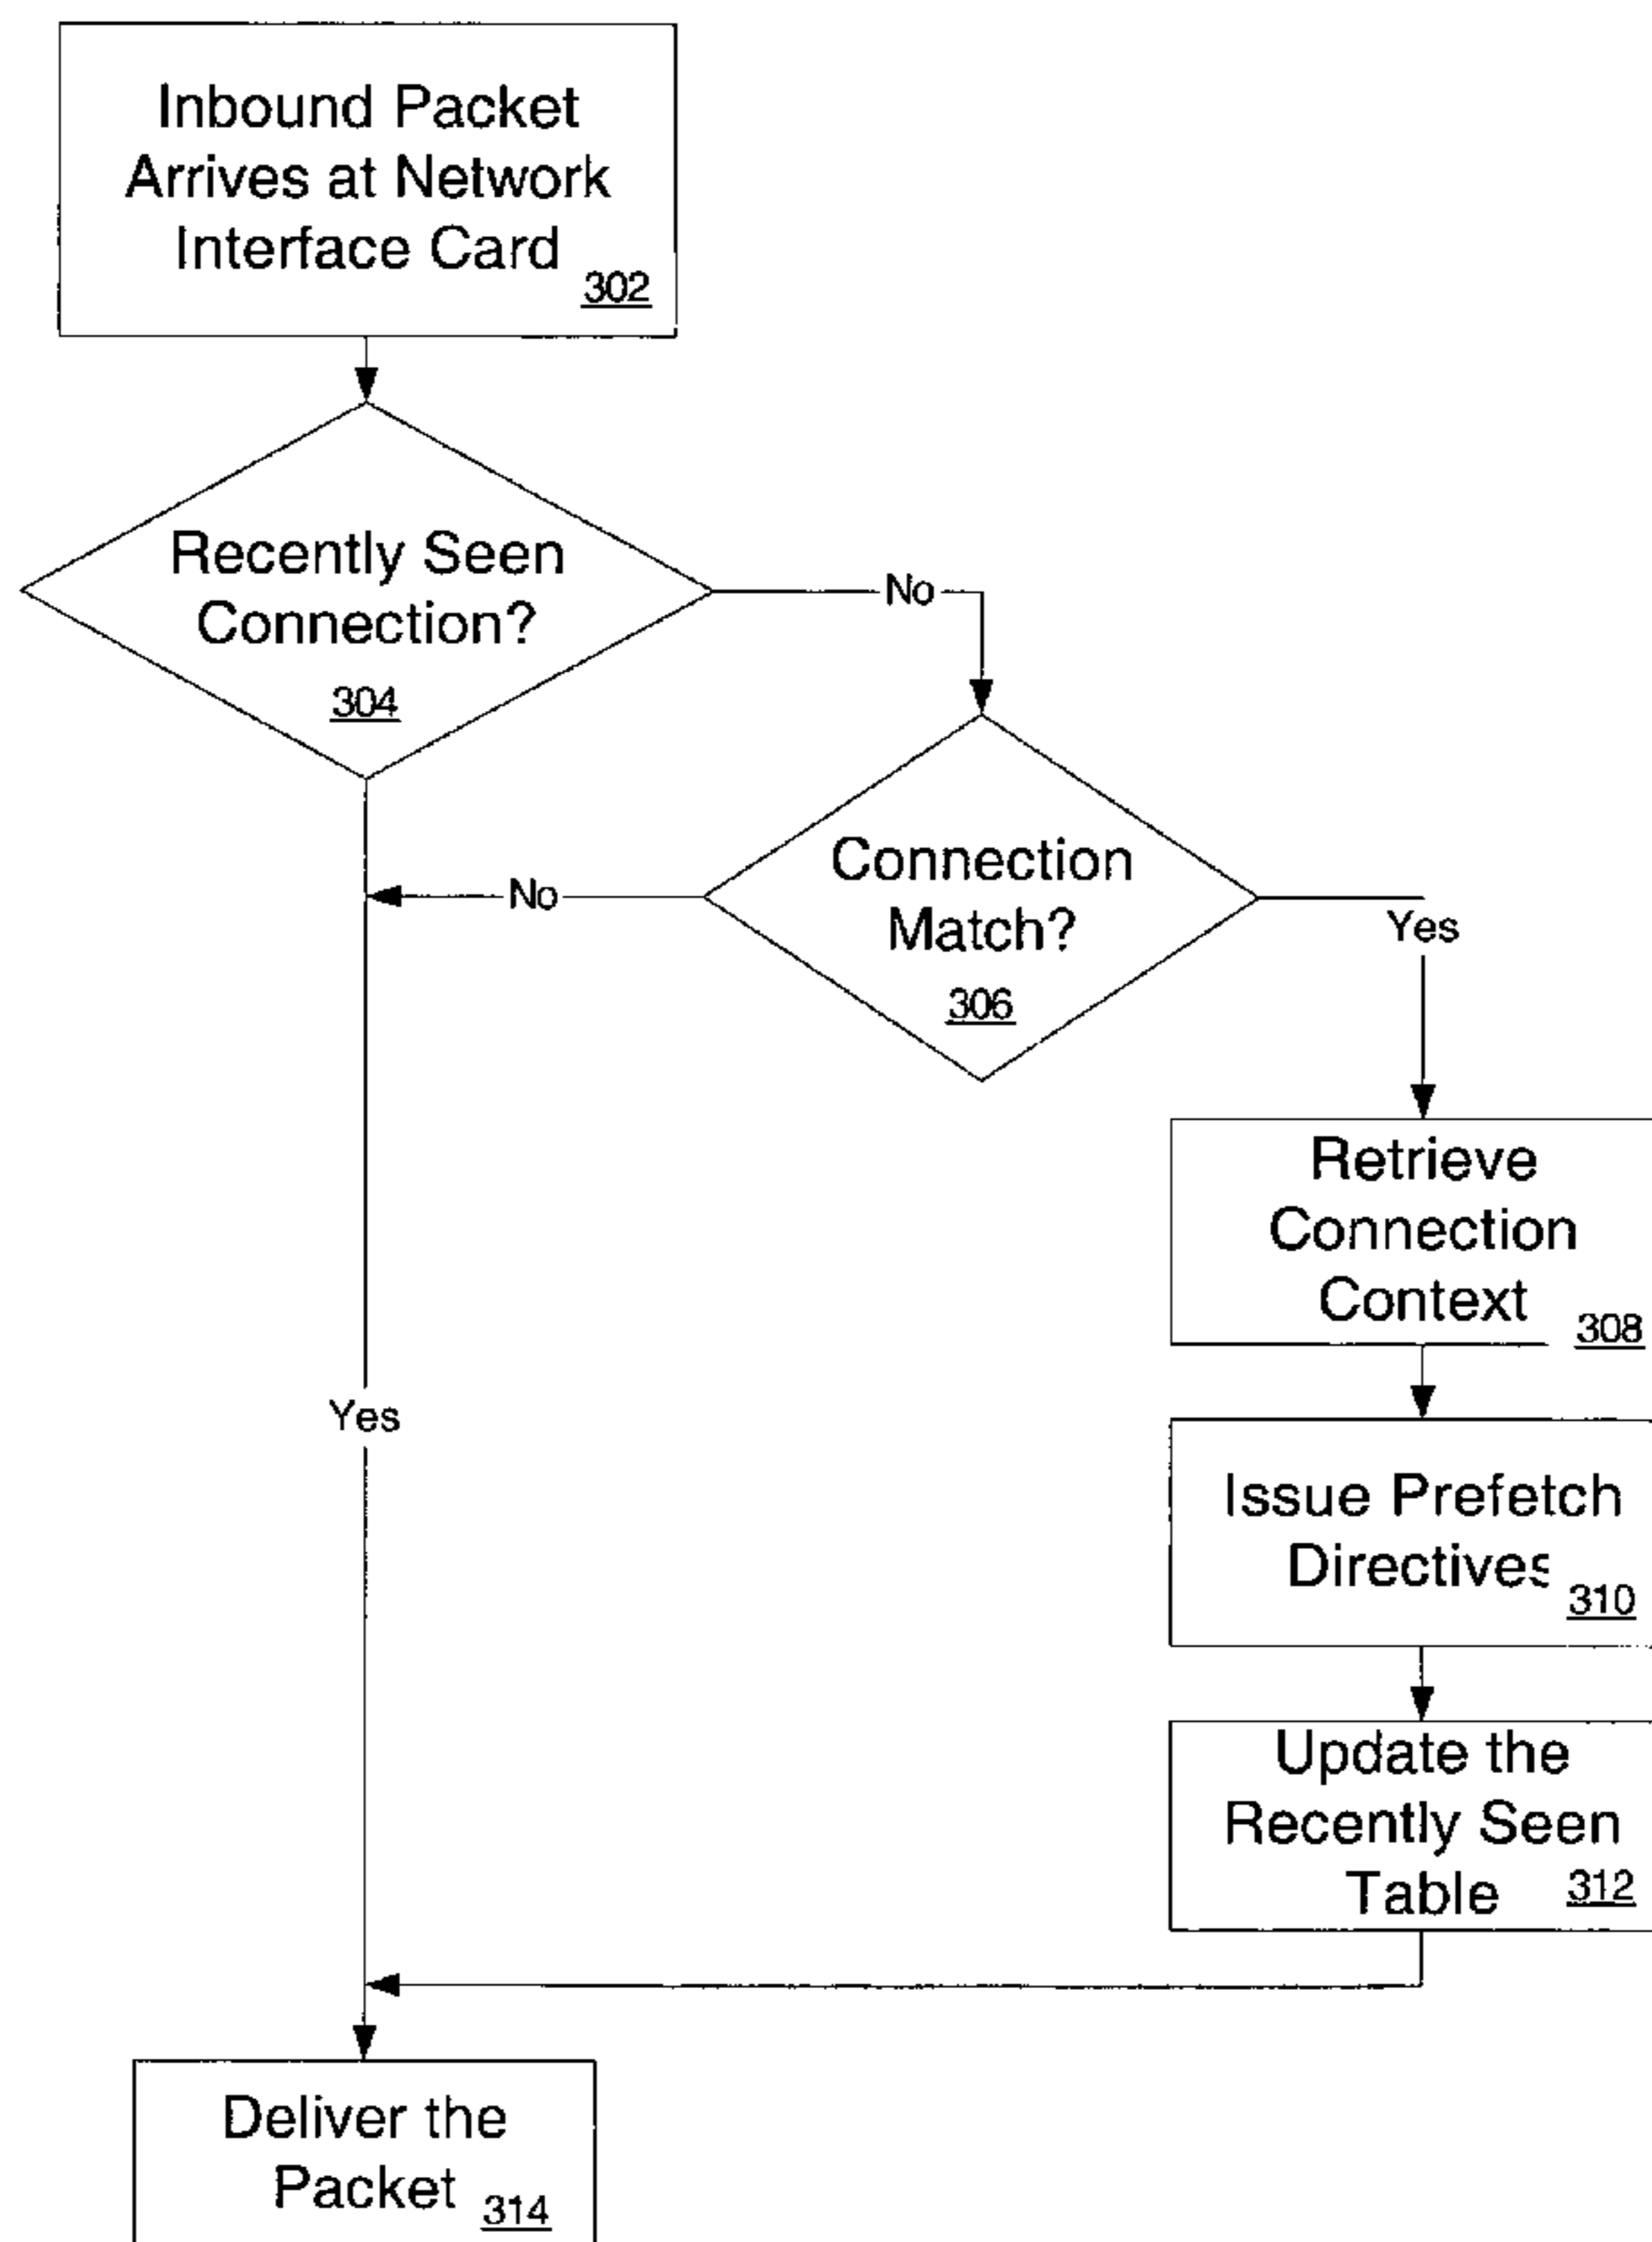 Inbound Packet
Arrives at Network
Interface Card
302
Recently Seen
Connection?
304
No
Connection
Match?
306
No
Yes
Retrieve
Connection
Context
308
Yes
Issue Prefetch
Directives
310
Update the
Recently Seen
Table
312
Deliver the
Packet
314